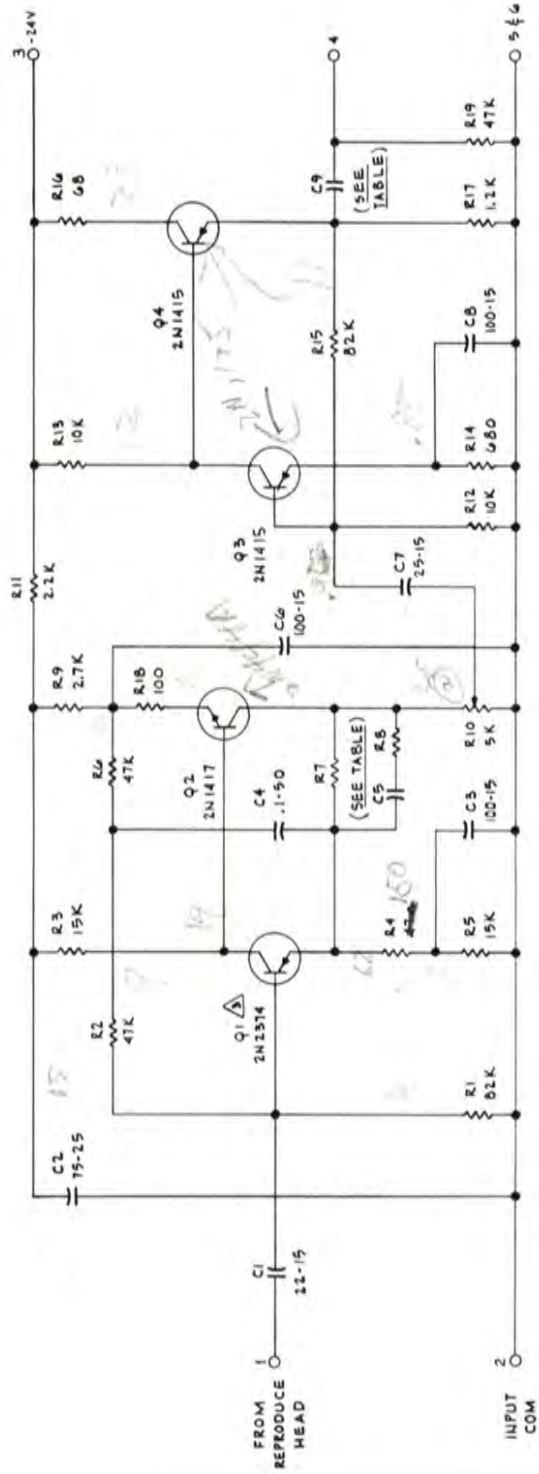 FROM
REPRODUCE
HEAD
1
C1
22-15
INPUT
COM
2
C2
75-25
R1
82K
R2
47K
R3
15K
Q1 3
2N2374
R4
150
R5
15K
C3
100-15
R6
47K
Q2
2N1417
C4
.1-50
R7
(SEE TABLE)
C5
R8
R9
2.7K
R18
100
R10
5K
C6
100-15
R11
2.2K
C7
25-15
Q3
2N1415
R12
10K
R13
10K
R14
680
C8
100-15
Q4
2N1415
R15
82K
R16
68
C9
(SEE
TABLE)
R17
1.2K
R19
47K
3
-24V
4
5 & 6